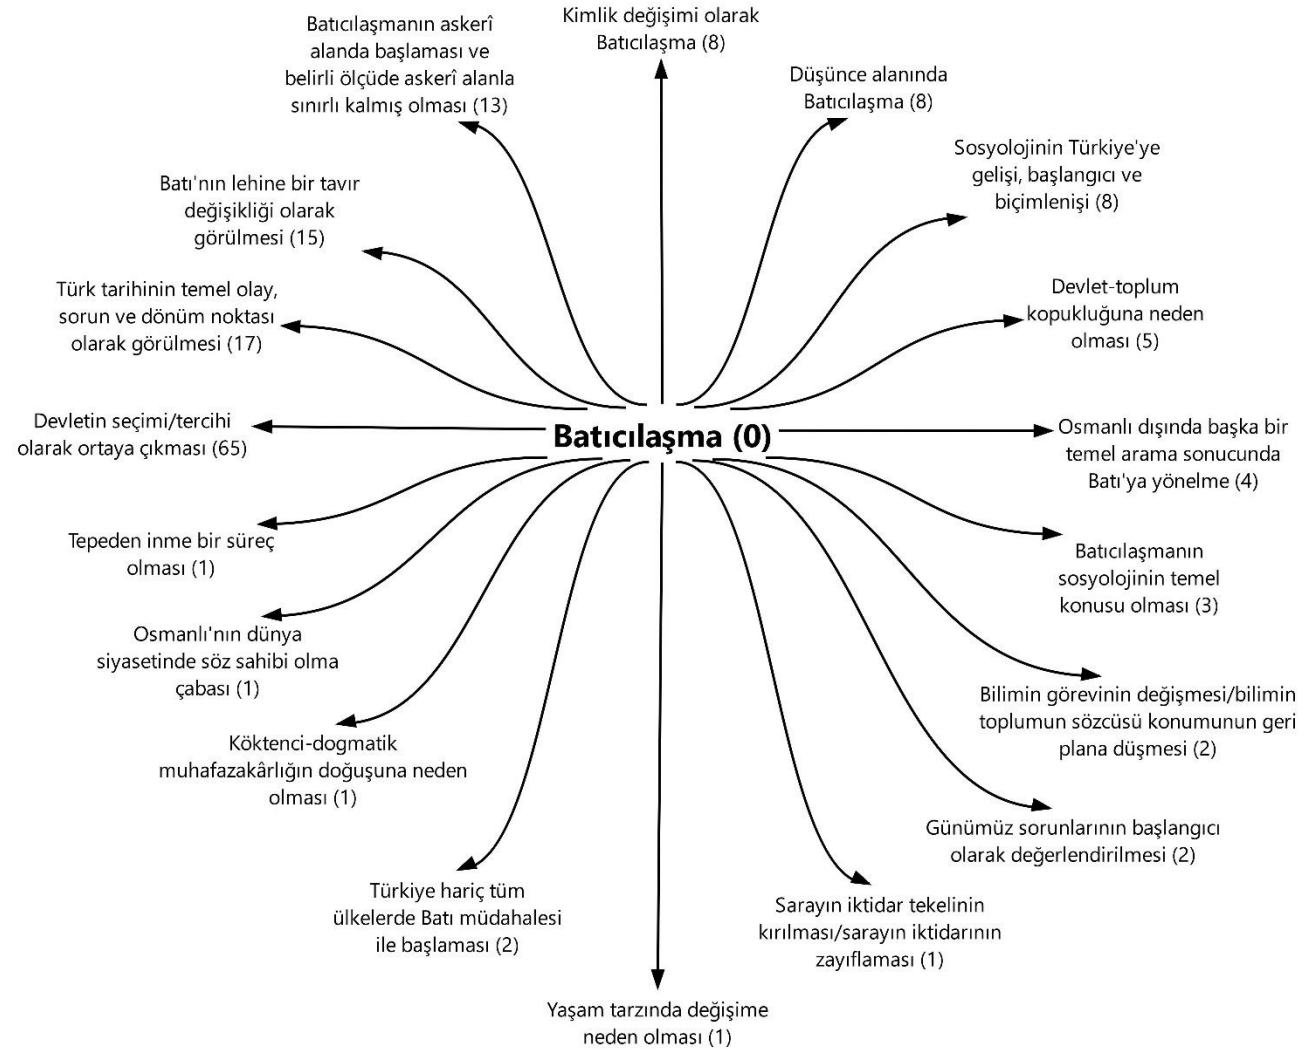 Kimlik değişimi olarak
Batıcılaşma (8)
Batıcılaşmanın askerî
alanda başlaması ve
belirli ölçüde askerî alanla
sınırlı kalmış olması (13)
Düşünce alanında
Batıcılaşma (8)
Sosyolojinin Türkiye'ye
gelişi, başlangıcı ve
biçimlenişi (8)
Batı'nın lehine bir tavır
değişikliği olarak
görülmesi (15)
Türk tarihinin temel olay,
sorun ve dönüm noktası
olarak görülmesi (17)
Devlet-toplum
kopukluğuna neden
olması (5)
Devletin seçimi/tercihi
olarak ortaya çıkması (65)
Batıcılaşma (0)
Osmanlı dışında başka bir
temel arama sonucunda
Batı'ya yönelme (4)
Tepeden inme bir süreç
olması (1)
Batıcılaşmanın
sosyolojinin temel
konusu olması (3)
Osmanlı'nın dünya
siyasetinde söz sahibi olma
çabası (1)
Bilimin görevinin değişmesi/bilimin
toplumun sözcüsü konumunun geri
plana düşmesi (2)
Köktenci-dogmatik
muhafazakârlığın doğuşuna neden
olması (1)
Günümüz sorunlarının başlangıcı
olarak değerlendirilmesi (2)
Türkiye hariç tüm
ülkelerde Batı müdahalesi
ile başlaması (2)
Sarayın iktidar tekelinin
kırılması/sarayın iktidarının
zayıflaması (1)
Yaşam tarzında değişime
neden olması (1)